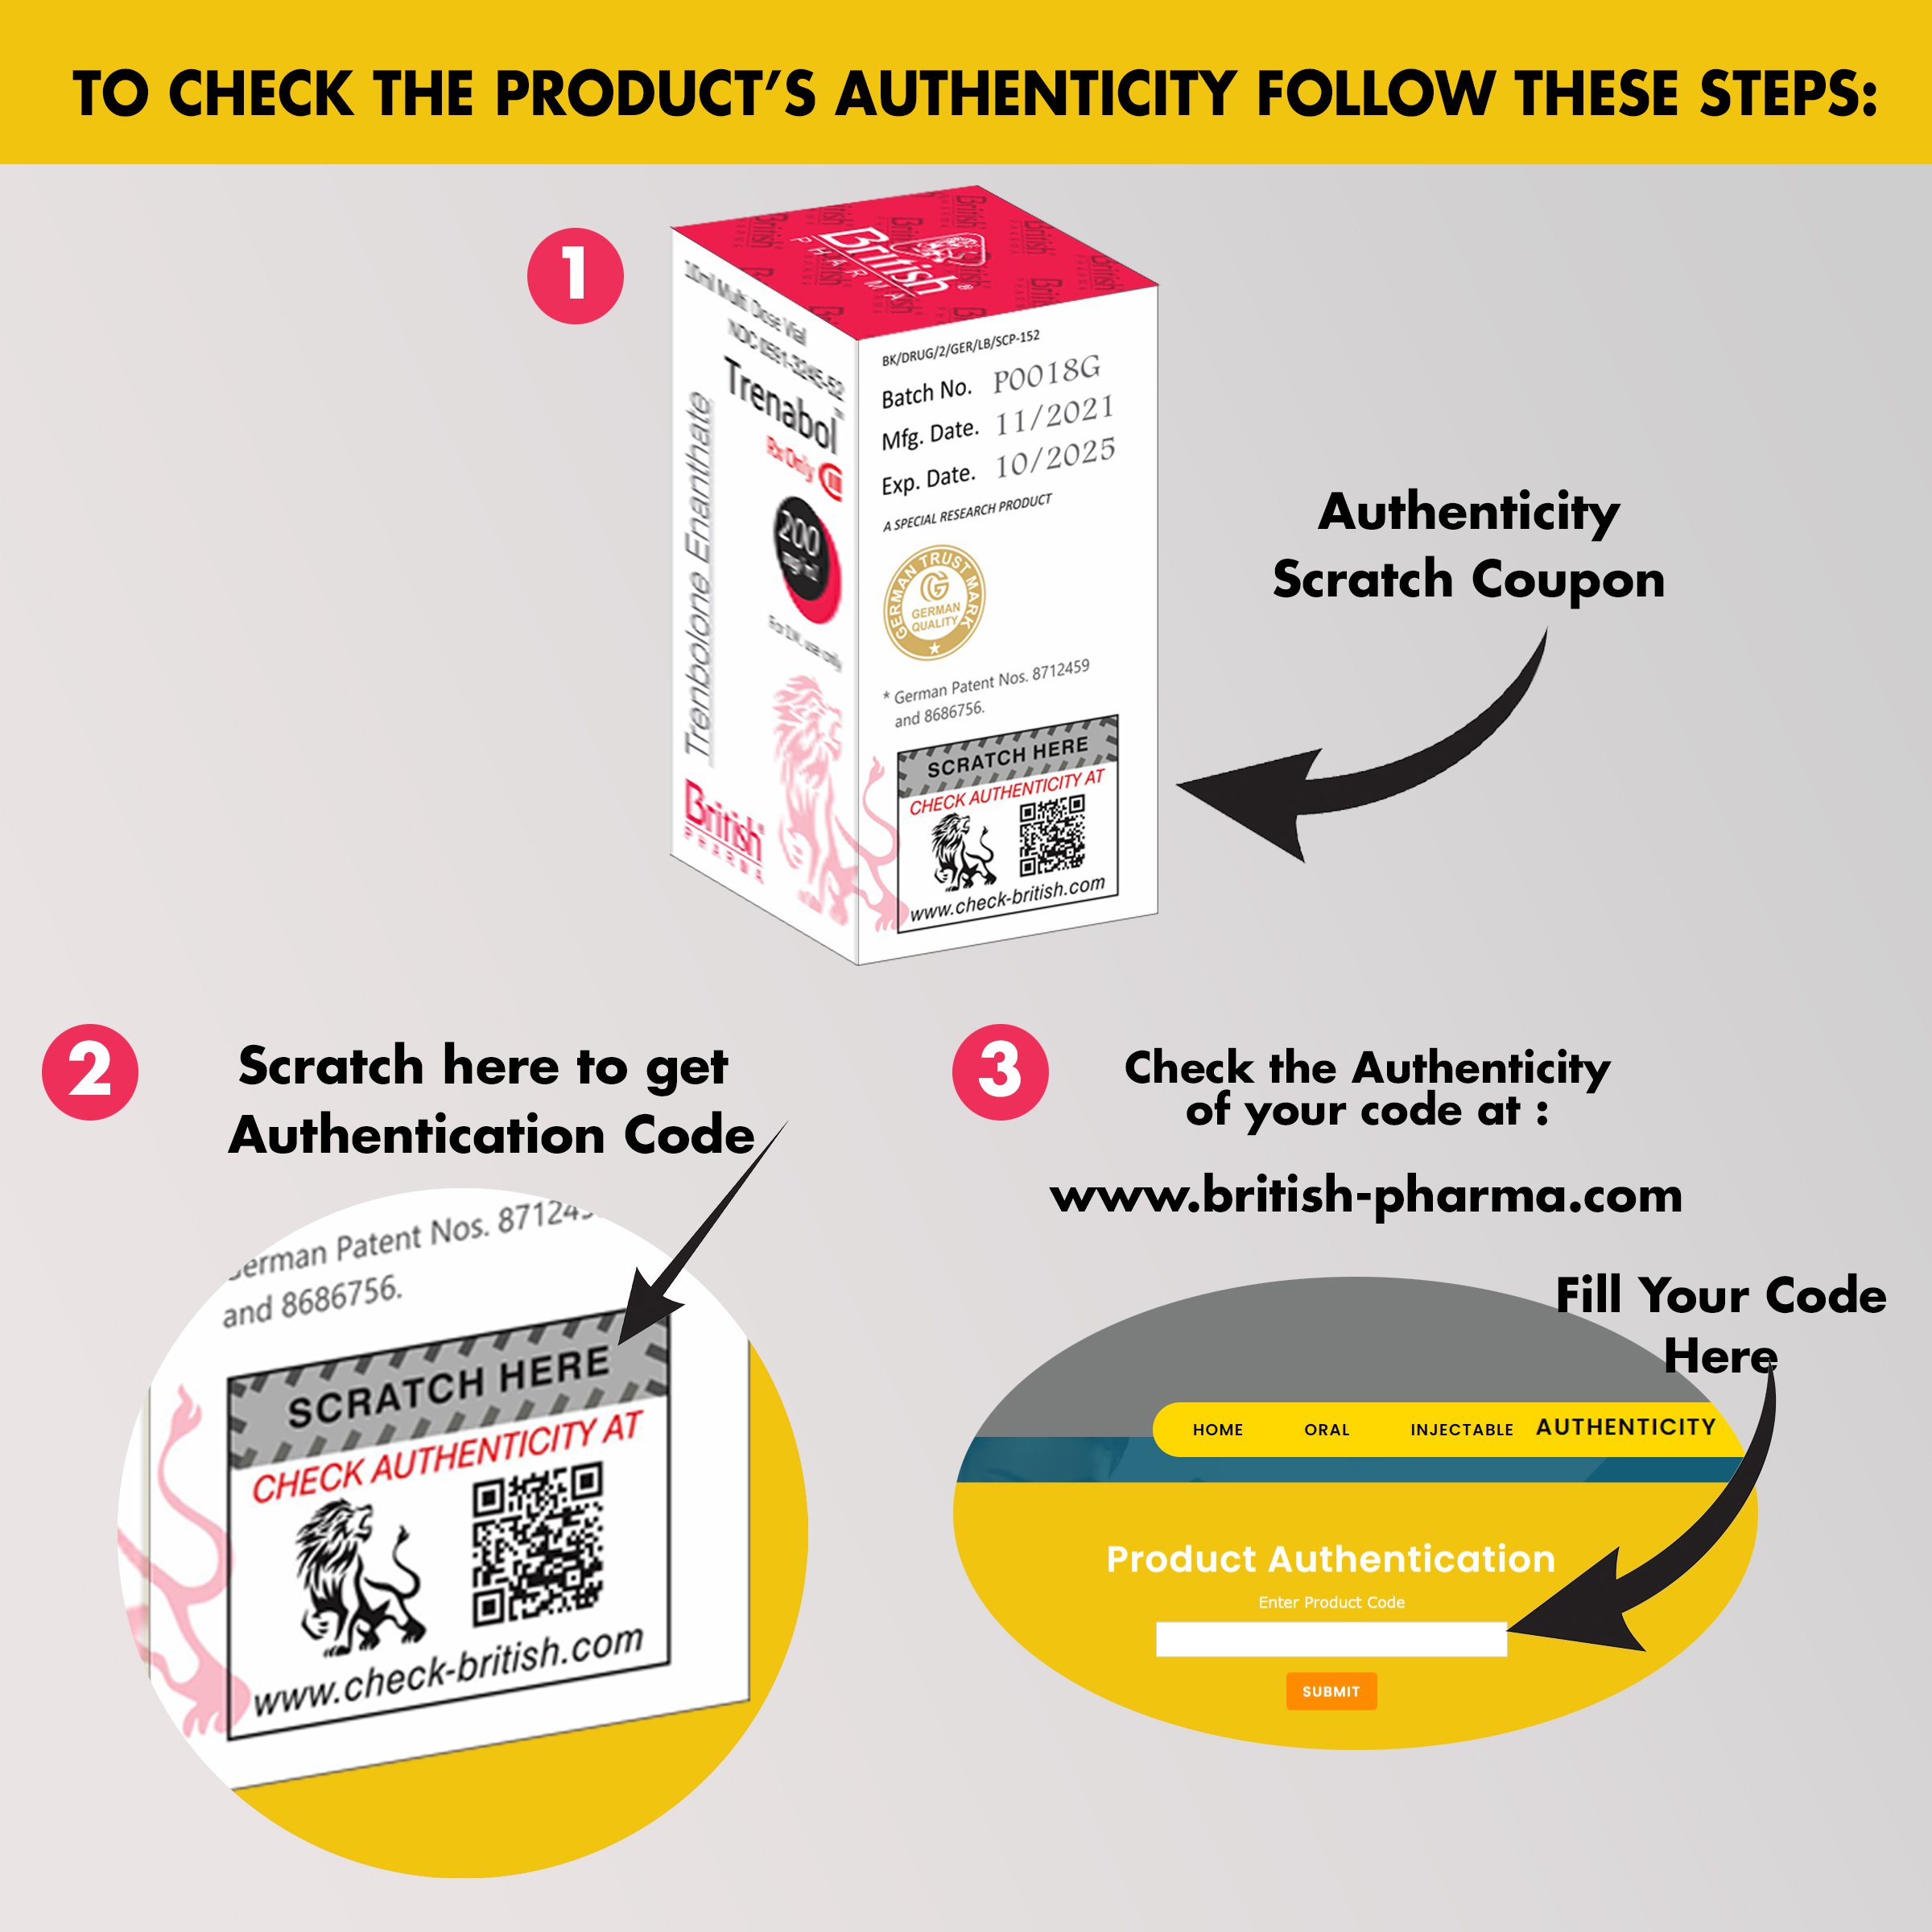 TO CHECK THE PRODUCT’S AUTHENTICITY FOLLOW THESE STEPS:
1
British
PHARMA
10ml Multi Dose Vial
NDC 0591-3245-52
Trenabol™
Rx Only CIII
200
mg/ml
For I.M. use only
Trenbolone Enanthate
British
PHARMA
BK/DRUG/2/GER/LB/SCP-152
Batch No. P0018G
Mfg. Date. 11/2021
Exp. Date. 10/2025
A SPECIAL RESEARCH PRODUCT
GERMAN TRUST MARK
GERMAN
QUALITY
* German Patent Nos. 8712459
and 8686756.
SCRATCH HERE
CHECK AUTHENTICITY AT
www.check-british.com
Authenticity
Scratch Coupon
2
Scratch here to get
Authentication Code
German Patent Nos. 871245
and 8686756.
SCRATCH HERE
CHECK AUTHENTICITY AT
www.check-british.com
3
Check the Authenticity
of your code at :
www.british-pharma.com
Fill Your Code
Here
HOME ORAL INJECTABLE AUTHENTICITY
Product Authentication
Enter Product Code
SUBMIT